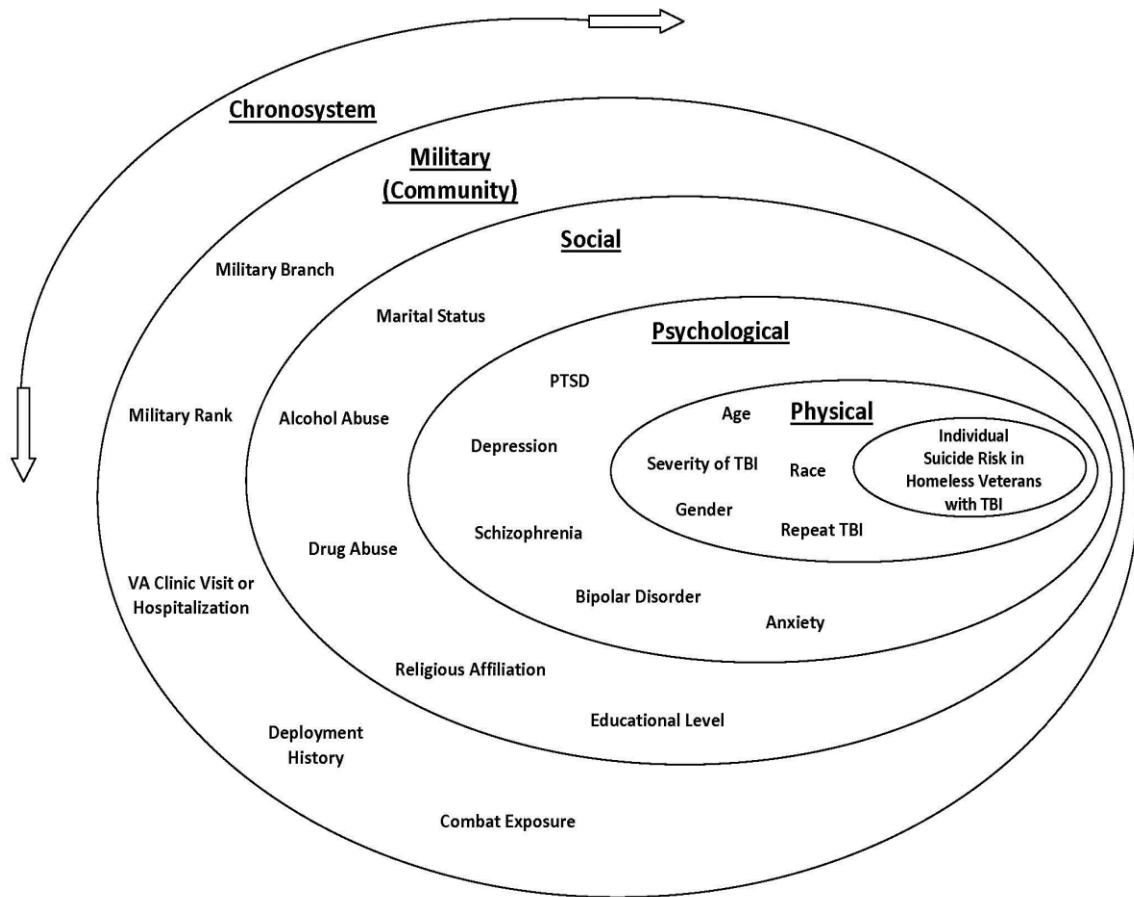 Chronosystem
Military
(Community)
Social
Military Branch
Marital Status
Psychological
PTSD
Age
Physical
Military Rank
Alcohol Abuse
Depression
Individual
Suicide Risk in
Homeless Veterans
with TBI
Severity of TBI
Race
Gender
Repeat TBI
Schizophrenia
Drug Abuse
VA Clinic Visit or
Hospitalization
Bipolar Disorder
Anxiety
Religious Affiliation
Educational Level
Deployment
History
Combat Exposure